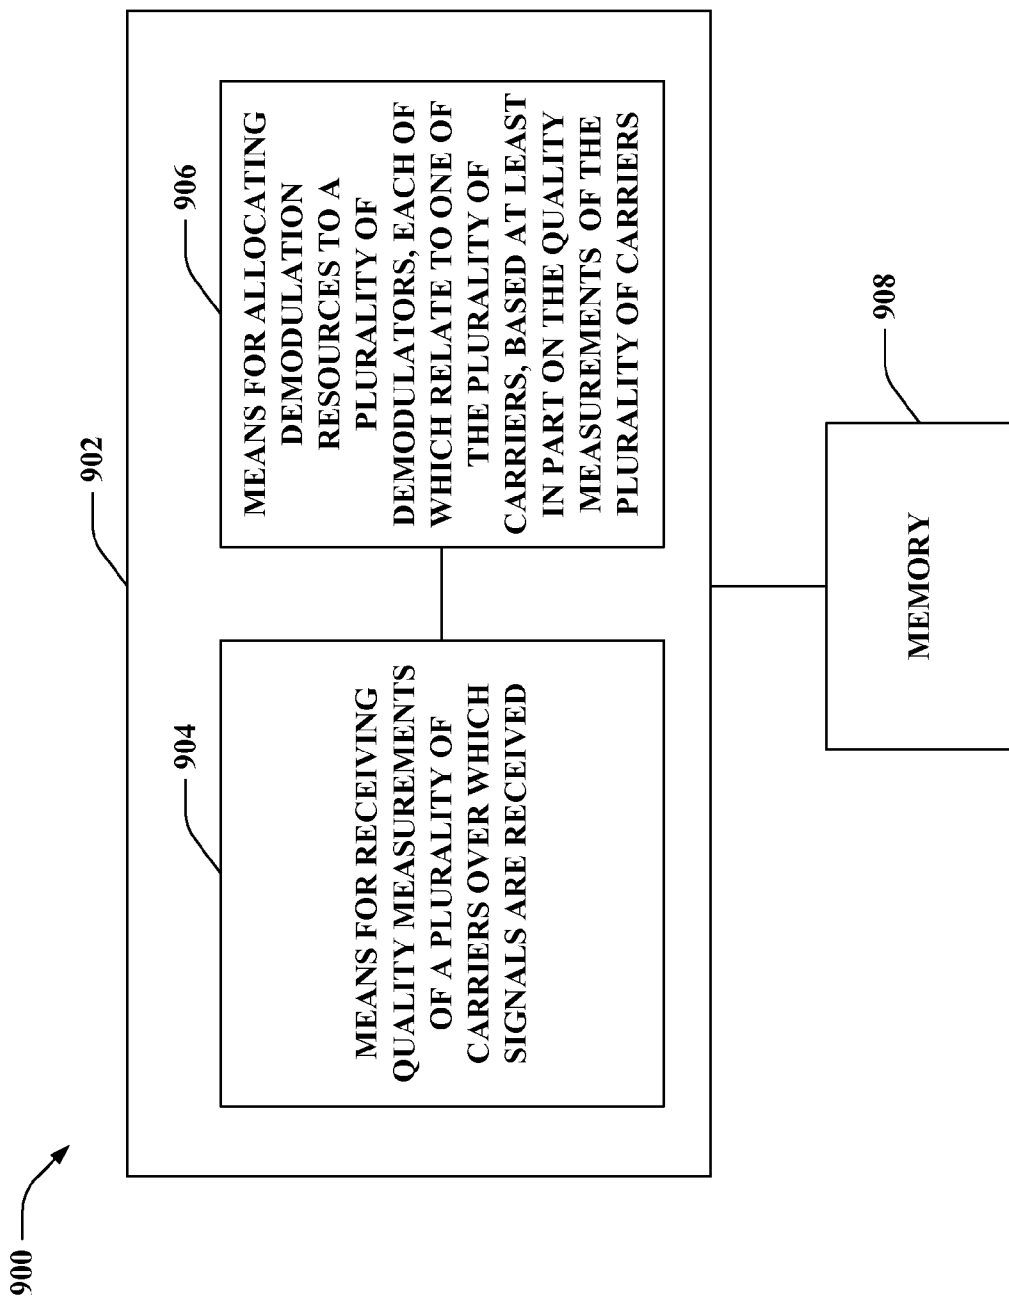 900
902
904
MEANS FOR RECEIVING
QUALITY MEASUREMENTS
OF A PLURALITY OF
CARRIERS OVER WHICH
SIGNALS ARE RECEIVED
906
MEANS FOR ALLOCATING
DEMODULATION
RESOURCES TO A
PLURALITY OF
DEMODULATORS, EACH OF
WHICH RELATE TO ONE OF
THE PLURALITY OF
CARRIERS, BASED AT LEAST
IN PART ON THE QUALITY
MEASUREMENTS OF THE
PLURALITY OF CARRIERS
908
MEMORY